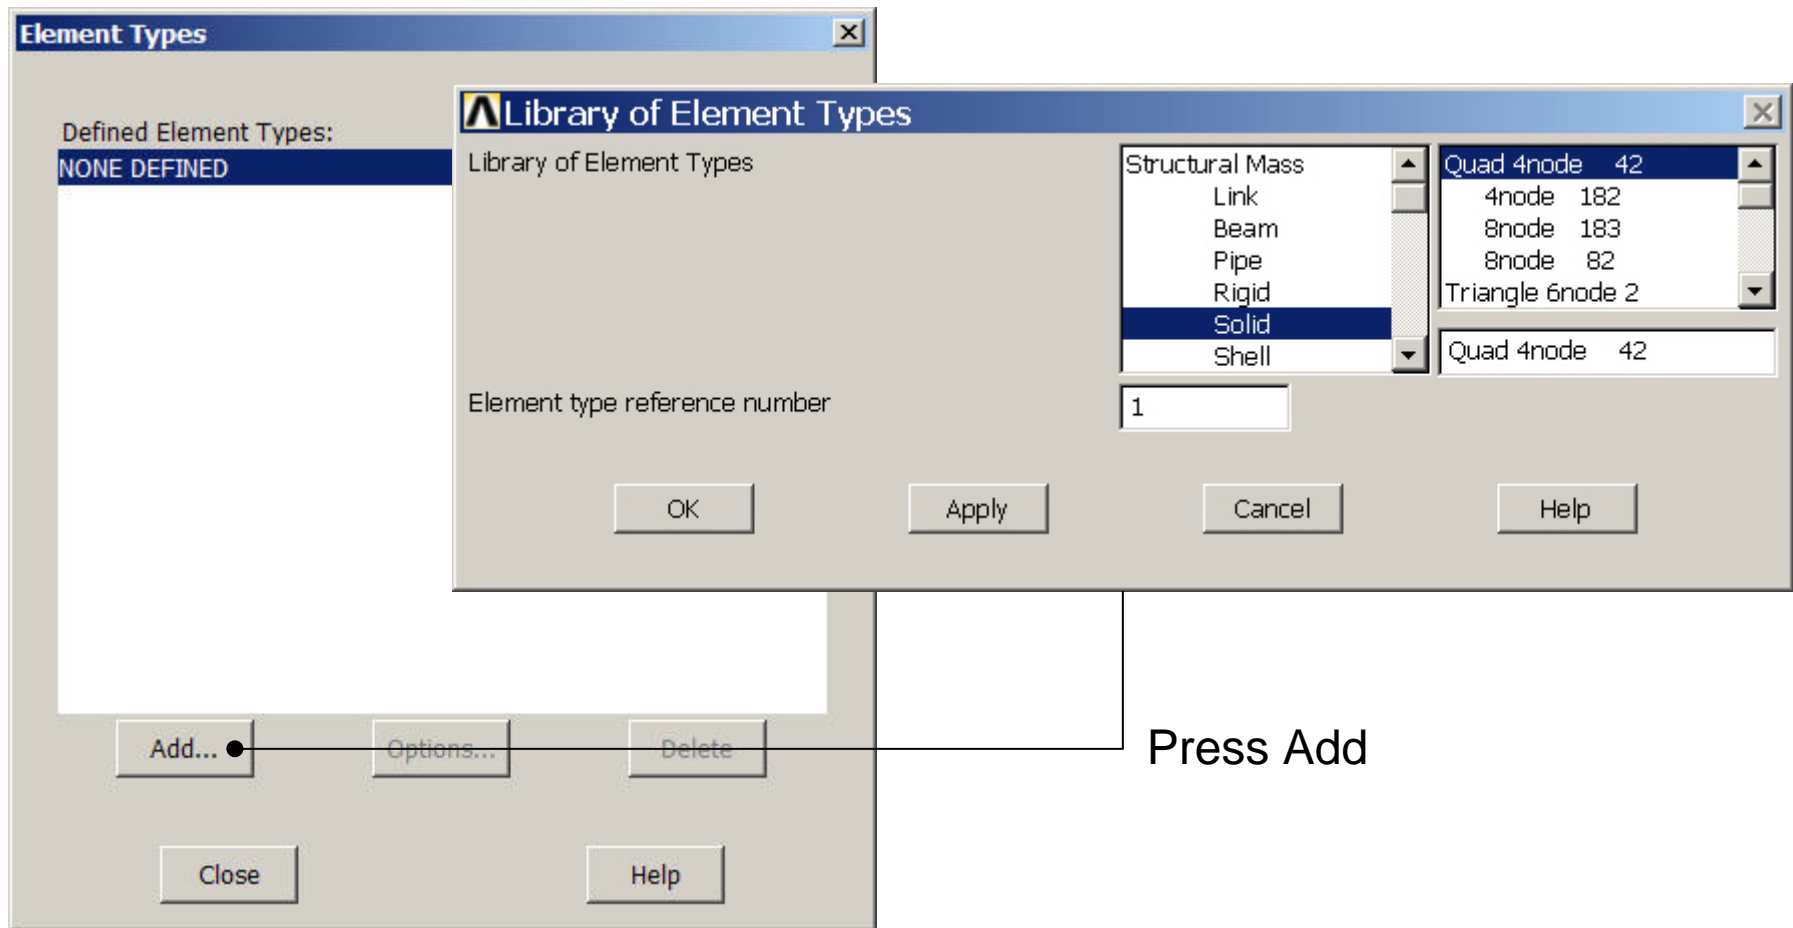 Element Types
Defined Element Types:
NONE DEFINED
Add...
Options...
Delete
Close
Help
Library of Element Types
Library of Element Types
Structural Mass
Link
Beam
Pipe
Rigid
Solid
Shell
Quad 4node 42
4node 182
8node 183
8node 82
Triangle 6node 2
Quad 4node 42
Element type reference number
1
OK
Apply
Cancel
Help
Press Add